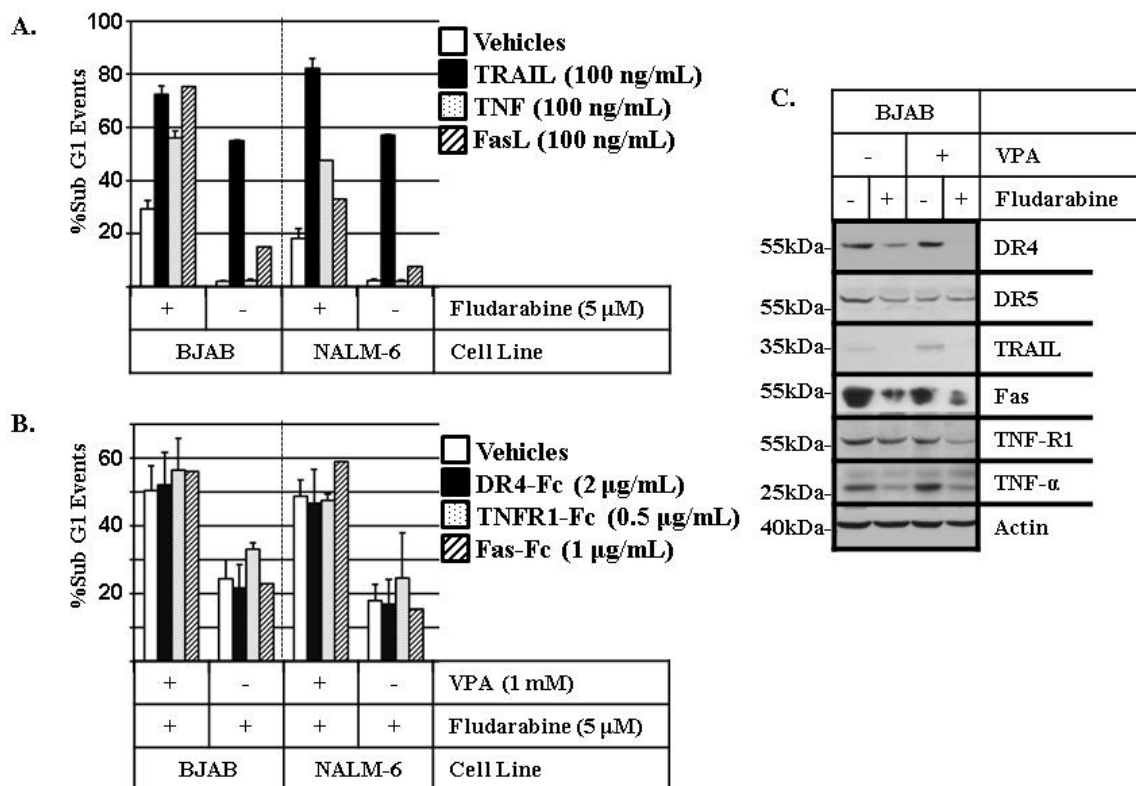 A.
100
80
60
40
20
%Sub G1 Events
Vehicles
TRAIL (100 ng/mL)
TNF (100 ng/mL)
FasL (100 ng/mL)
+ - + - Fludarabine (5 µM)
BJAB NALM-6 Cell Line
B.
60
40
20
%Sub G1 Events
Vehicles
DR4-Fc (2 µg/mL)
TNFR1-Fc (0.5 µg/mL)
Fas-Fc (1 µg/mL)
+ - + - VPA (1 mM)
+ + + + Fludarabine (5 µM)
BJAB NALM-6 Cell Line
C.
BJAB
- + VPA
- + - + Fludarabine
55kDa- DR4
55kDa- DR5
35kDa- TRAIL
55kDa- Fas
55kDa- TNF-R1
25kDa- TNF-α
40kDa- Actin